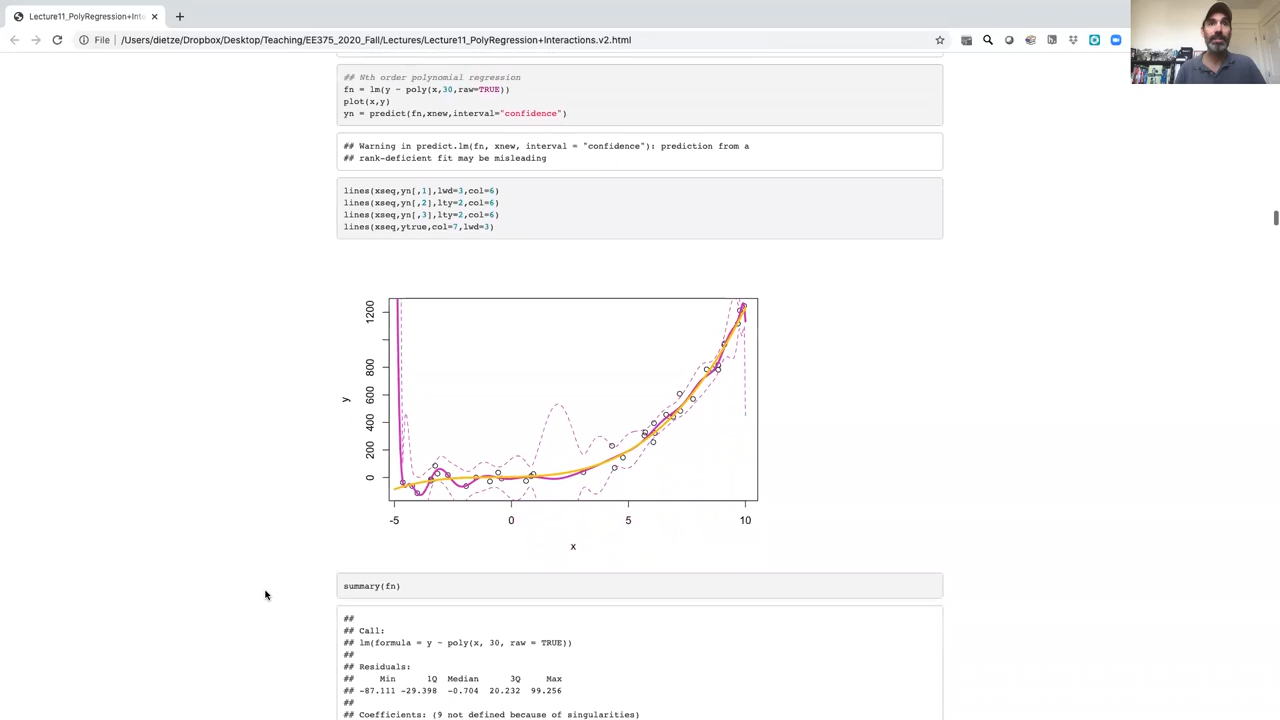 Lecture11_PolyRegression+Inte
File | /Users/dietze/Dropbox/Desktop/Teaching/EE375_2020_Fall/Lectures/Lecture11_PolyRegression+Interactions.v2.html
## Nth order polynomial regression
fn = lm(y ~ poly(x,30,raw=TRUE))
plot(x,y)
yn = predict(fn,xnew,interval="confidence")
## Warning in predict.lm(fn, xnew, interval = "confidence"): prediction from a
## rank-deficient fit may be misleading
lines(xseq,yn[,1],lwd=3,col=6)
lines(xseq,yn[,2],lty=2,col=6)
lines(xseq,yn[,3],lty=2,col=6)
lines(xseq,ytrue,col=7,lwd=3)
1200
800
600
400
200
0
y
-5 0 5 10
x
summary(fn)
##
## Call:
## lm(formula = y ~ poly(x, 30, raw = TRUE))
##
## Residuals:
## Min 1Q Median 3Q Max
## -87.111 -29.398 -0.704 20.232 99.256
##
## Coefficients: (9 not defined because of singularities)